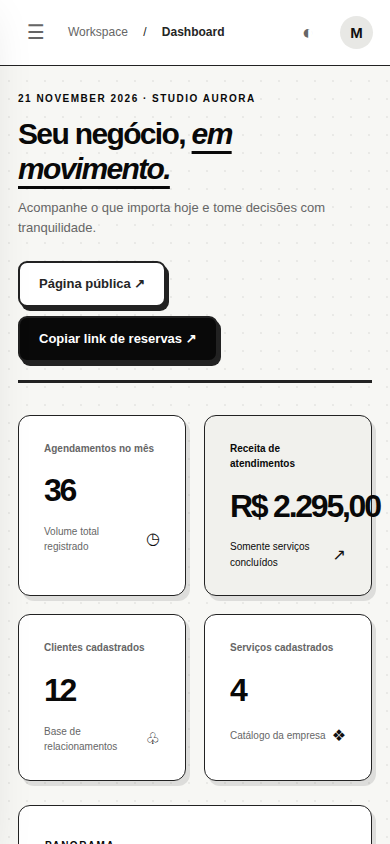 Workspace / Dashboard M
21 NOVEMBER 2026 · STUDIO AURORA
Seu negócio, em
movimento.
Acompanhe o que importa hoje e tome decisões com
tranquilidade.
Página pública ↗
Copiar link de reservas ↗
Agendamentos no mês
36
Volume total
registrado
Receita de
atendimentos
R$ 2.295,00
Somente serviços
concluídos
Clientes cadastrados
12
Base de
relacionamentos
Serviços cadastrados
4
Catálogo da empresa
PANORAMA